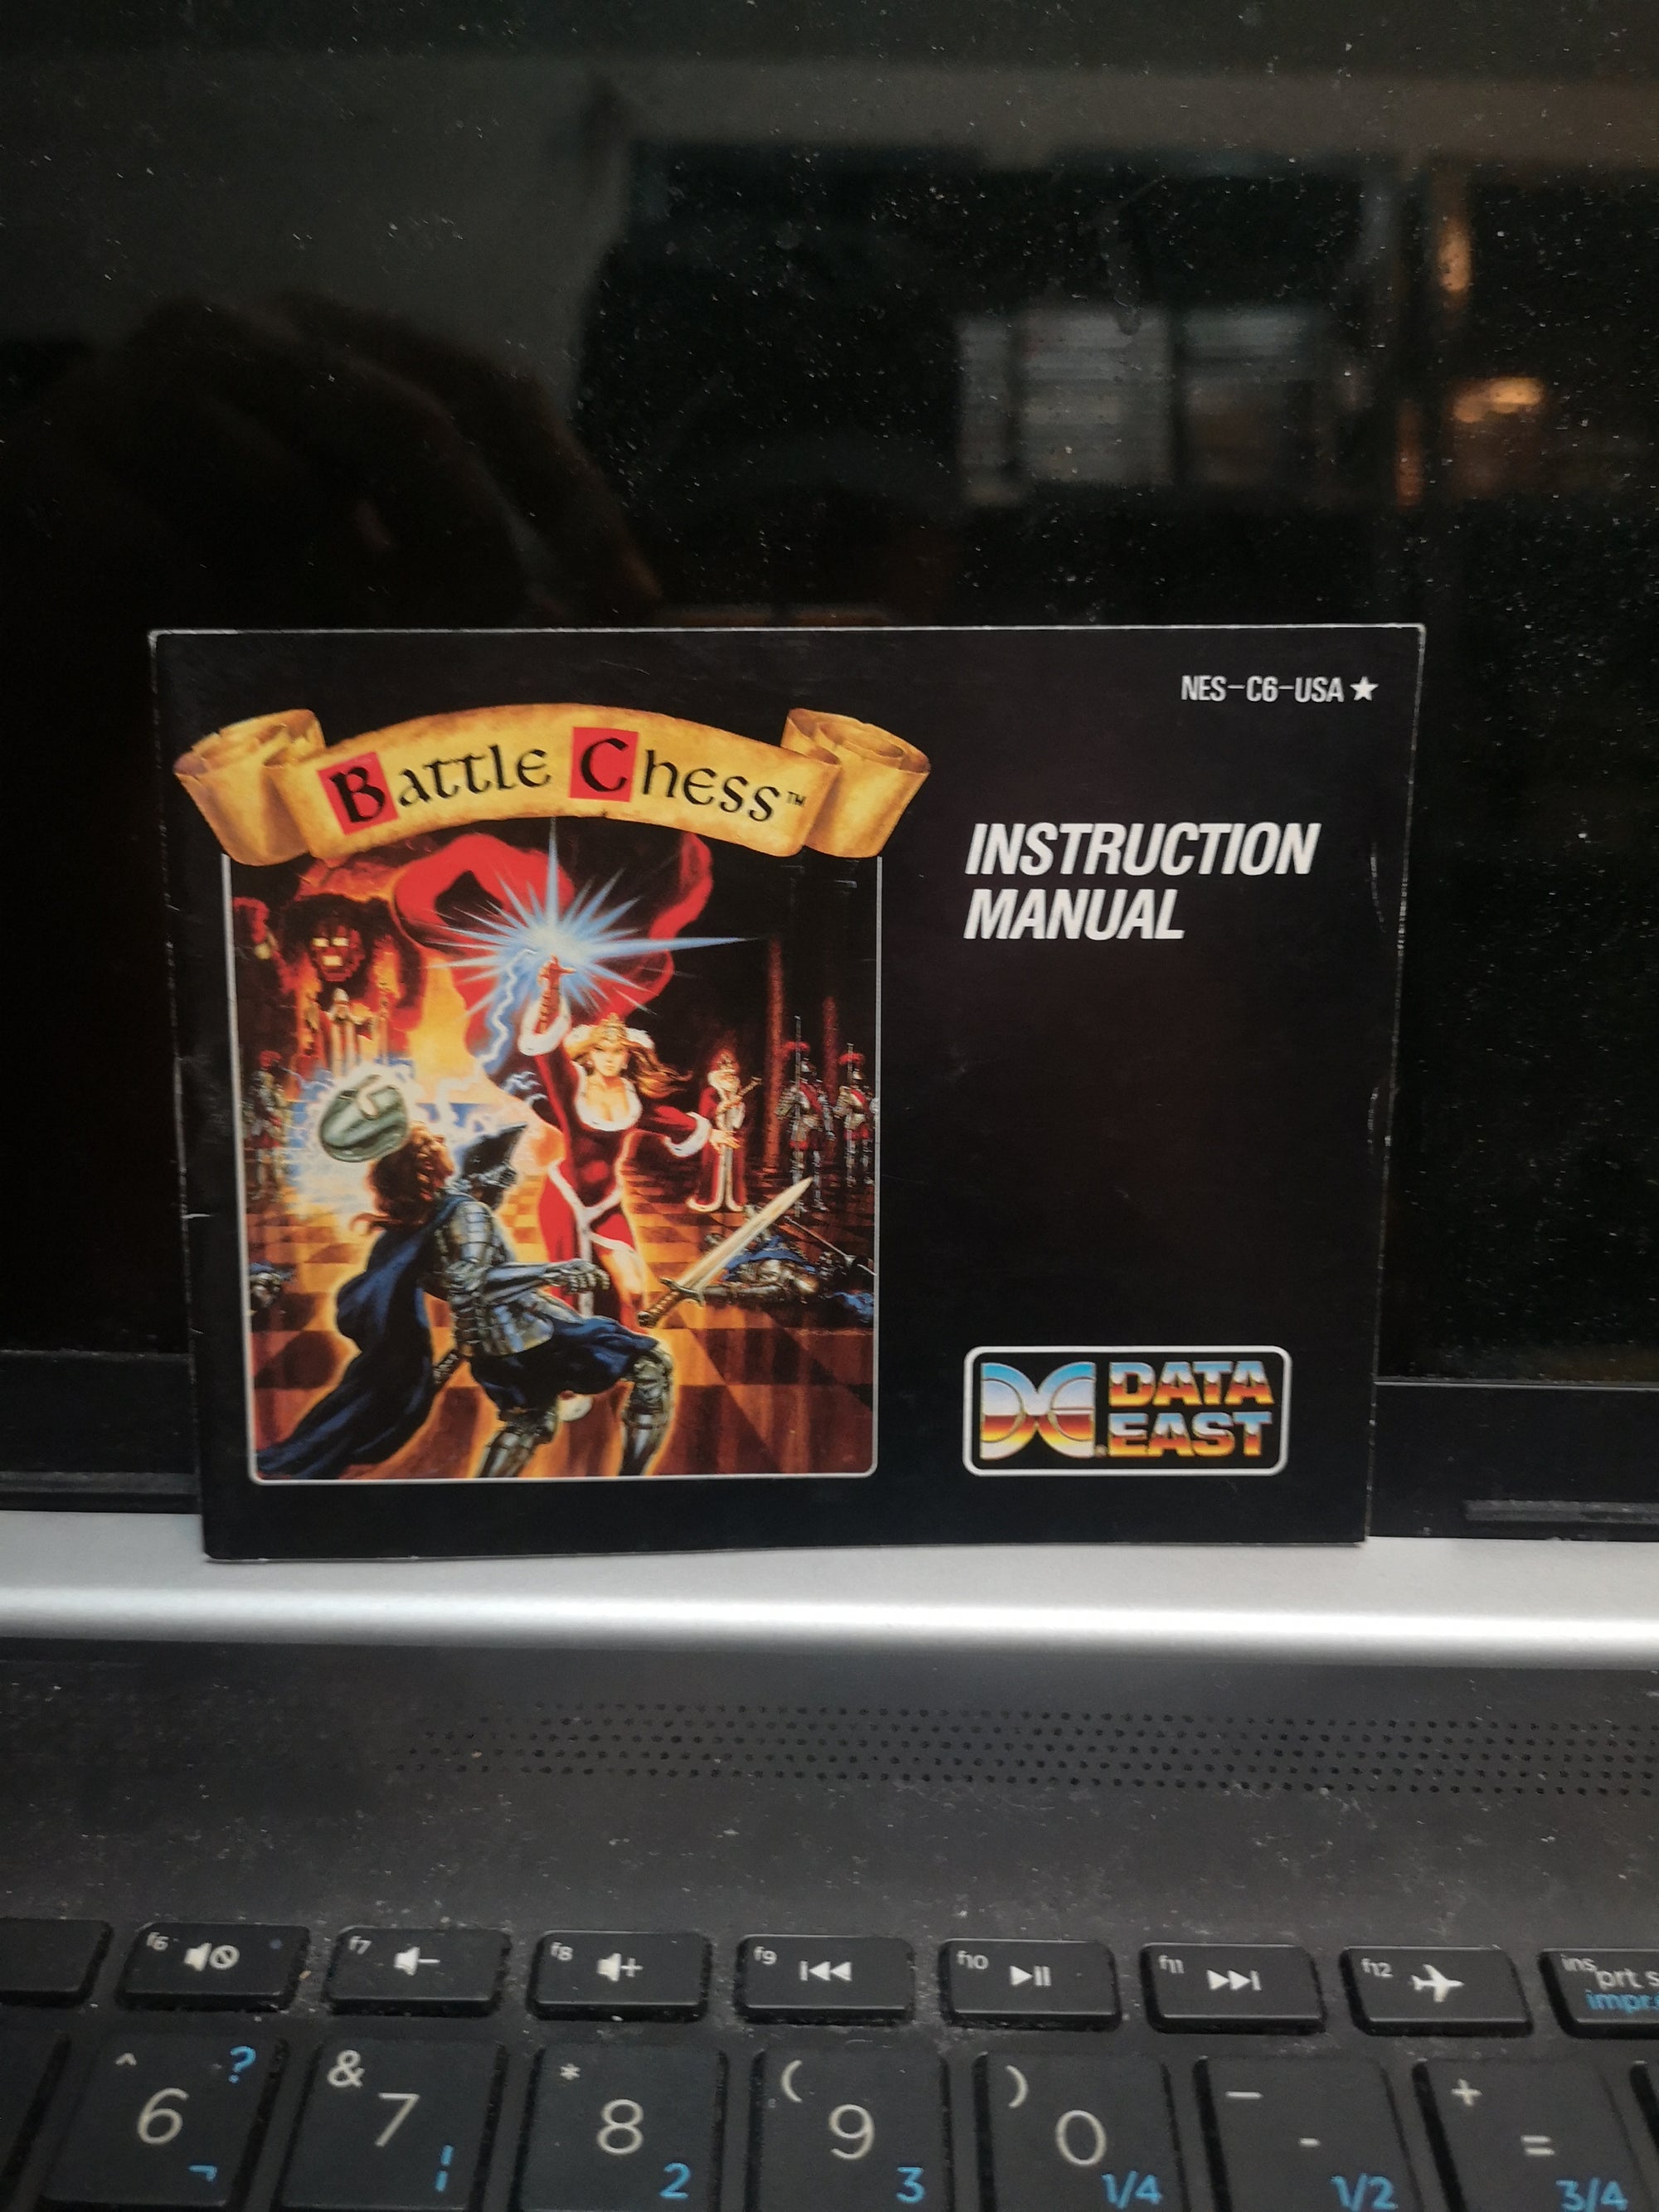 NES-C6-USA★
Battle Chess™
INSTRUCTION
MANUAL
DATA
EAST
®
f6
f7
f8
f9
f10
f11
f12
ins prt s
impr.
^ ?
6
¬
&
7
¦
*
8
2
(
9
3
)
0
1/4
—
-
1/2
+
=
3/4